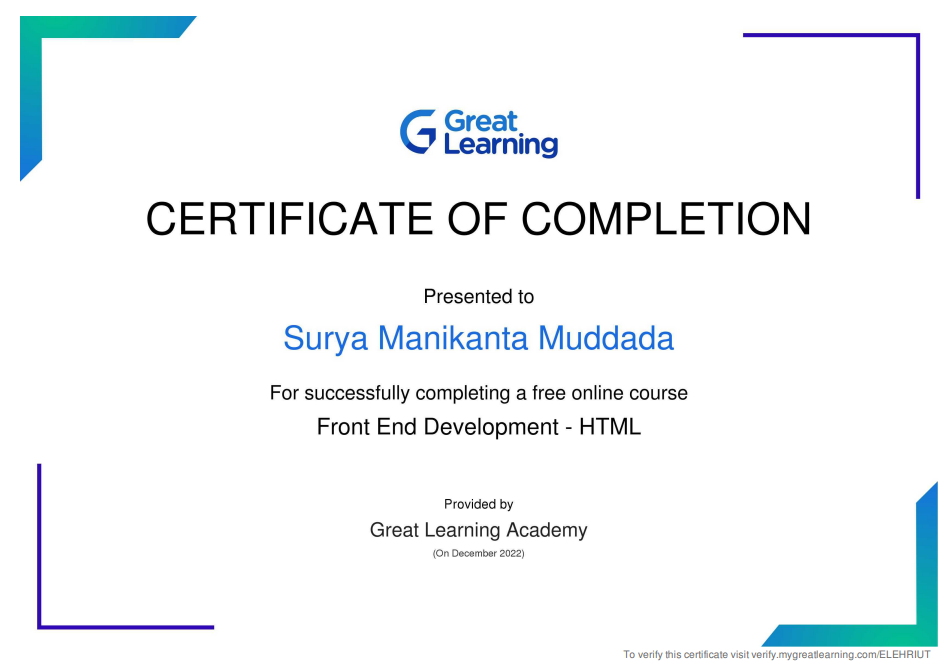 Great
Learning
CERTIFICATE OF COMPLETION
Presented to
Surya Manikanta Muddada
For successfully completing a free online course
Front End Development - HTML
Provided by
Great Learning Academy
(On December 2022)
To verify this certificate visit verify.mygreatlearning.com/ELEHRIUT